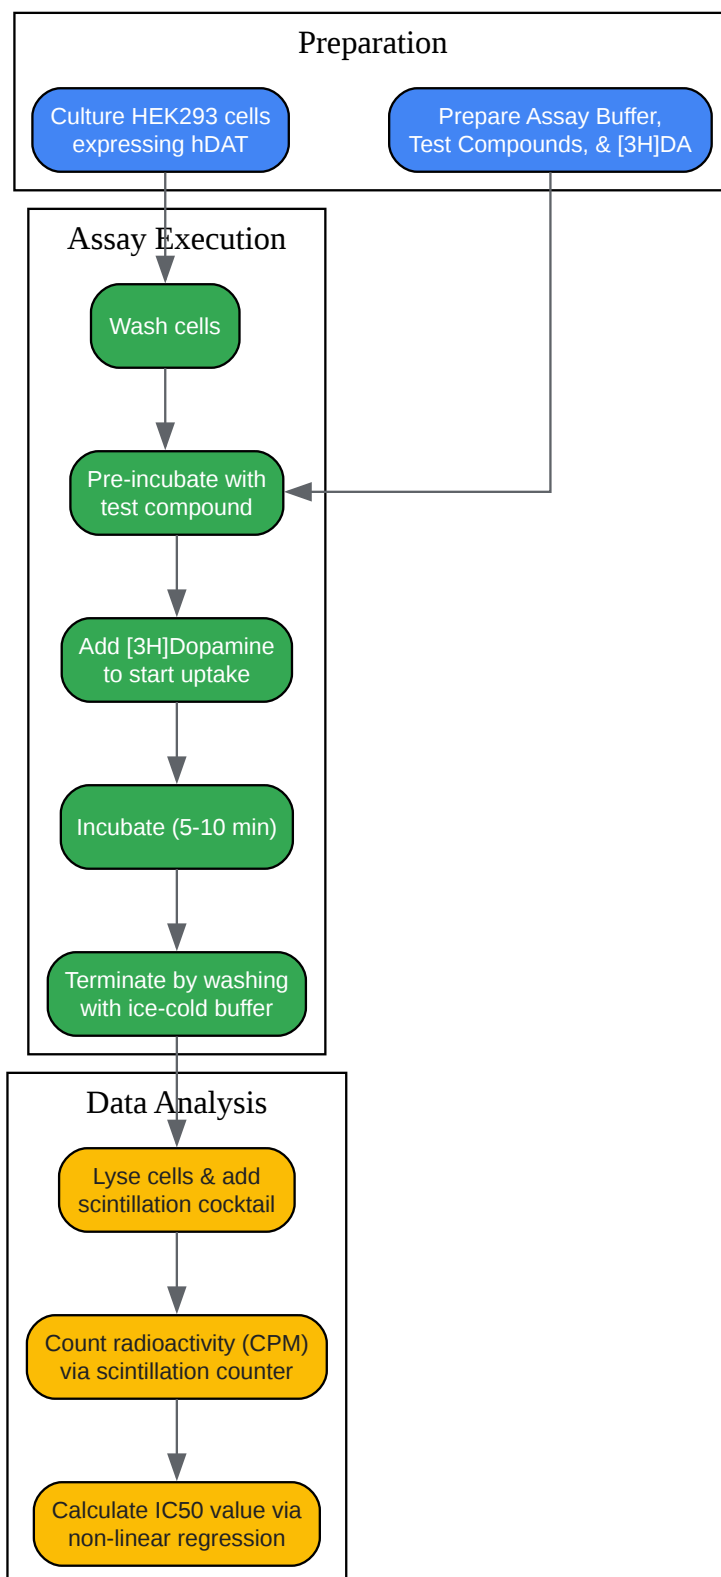 Preparation
Culture HEK293 cells
expressing hDAT
Prepare Assay Buffer,
Test Compounds, & [3H]DA
Assay Execution
Wash cells
Pre-incubate with
test compound
Add [3H]Dopamine
to start uptake
Incubate (5-10 min)
Terminate by washing
with ice-cold buffer
Data Analysis
Lyse cells & add
scintillation cocktail
Count radioactivity (CPM)
via scintillation counter
Calculate IC50 value via
non-linear regression